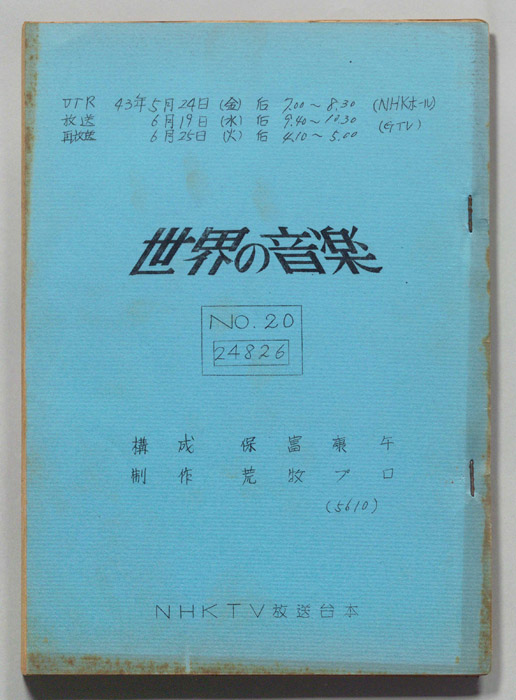 VTR 43年5月24日(金) 后 7.00〜8.30 (NHKホール)
放送 6月19日(水) 后 9.40〜10.30 (GTV)
再放送 6月25日(火) 后 4.10〜5.00
世界の音楽
NO.20
24826
構成 保富康午
制作 荒牧プロ
(5610)
NHKTV放送台本